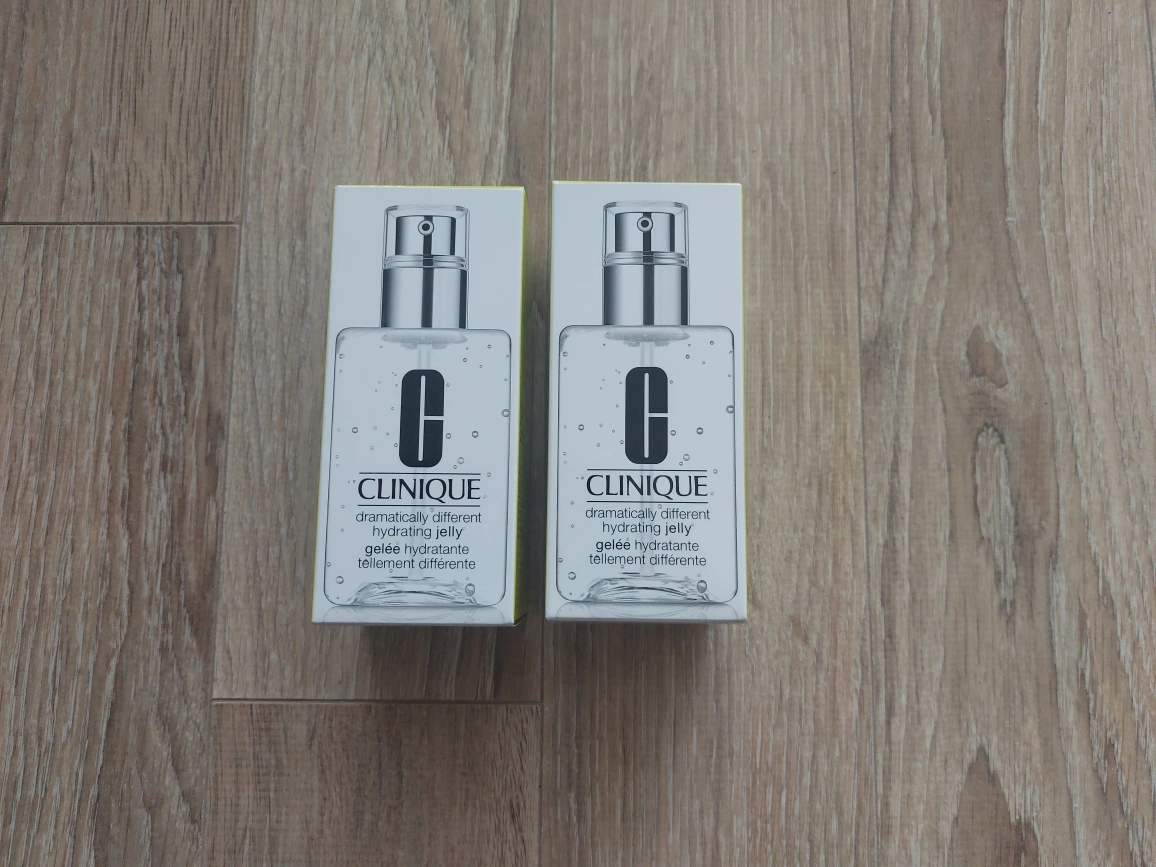 C
CLINIQUE
dramatically different
hydrating jelly
gelée hydratante
tellement différente
C
CLINIQUE
dramatically different
hydrating jelly
gelée hydratante
tellement différente